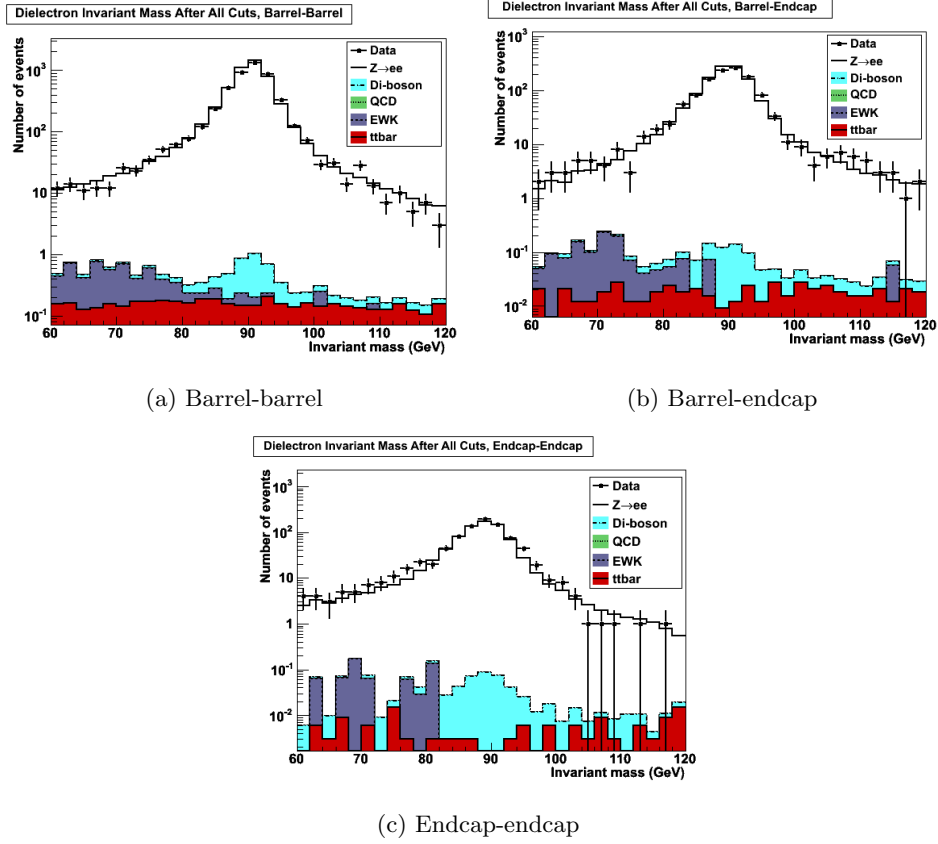 Dielectron Invariant Mass After All Cuts, Barrel-Barrel
Number of events
10³
10²
10
1
10⁻¹
60 70 80 90 100 110 120
Invariant mass (GeV)
Data
Z→ee
Di-boson
QCD
EWK
ttbar
(a) Barrel-barrel
Dielectron Invariant Mass After All Cuts, Barrel-Endcap
Number of events
10³
10²
10
1
10⁻¹
10⁻²
60 70 80 90 100 110 120
Invariant mass (GeV)
Data
Z→ee
Di-boson
QCD
EWK
ttbar
(b) Barrel-endcap
Dielectron Invariant Mass After All Cuts, Endcap-Endcap
Number of events
10³
10²
10
1
10⁻¹
10⁻²
60 70 80 90 100 110 120
Invariant mass (GeV)
Data
Z→ee
Di-boson
QCD
EWK
ttbar
(c) Endcap-endcap